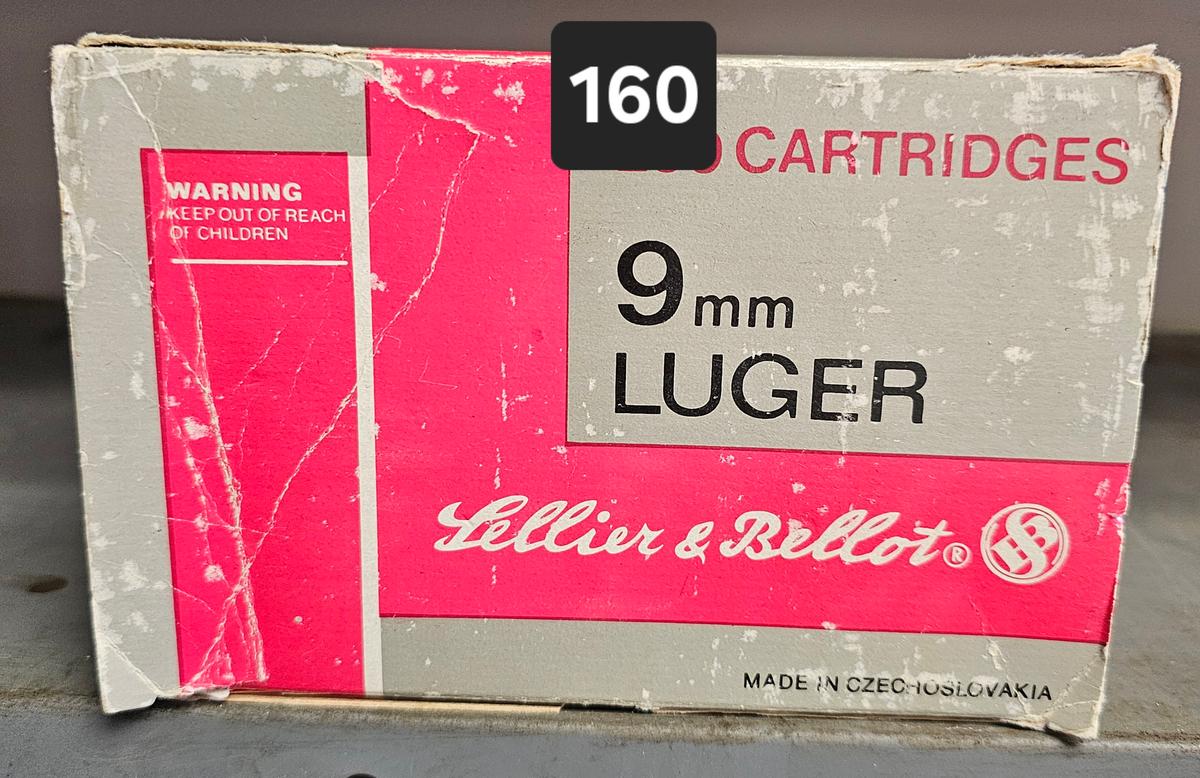 160
CARTRIDGES
9mm
LUGER
WARNING
KEEP OUT OF REACH
OF CHILDREN
Sellier & Bellot®
MADE IN CZECHOSLOVAKIA